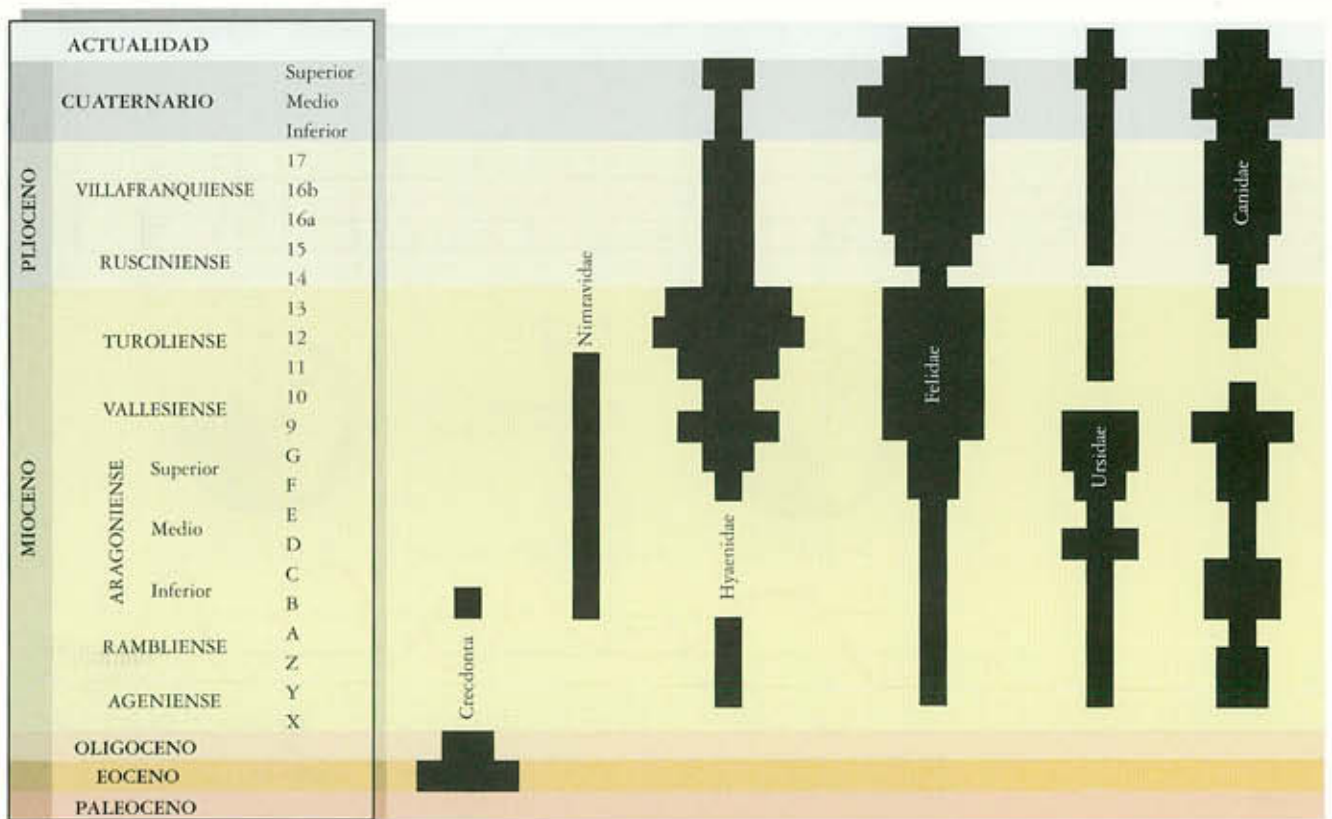 ACTUALIDAD
CUATERNARIO
Superior
Medio
Inferior
PLIOCENO
VILLAFRANQUIENSE
17
16b
16a
RUSCINIENSE
15
14
MIOCENO
TUROLIENSE
13
12
11
VALLESIENSE
10
9
ARAGONIENSE
Superior
G
F
Medio
E
D
Inferior
C
B
RAMBLIENSE
A
Z
AGENIENSE
Y
X
OLIGOCENO
EOCENO
PALEOCENO
Creodonta
Nimravidae
Hyaenidae
Felidae
Ursidae
Canidae